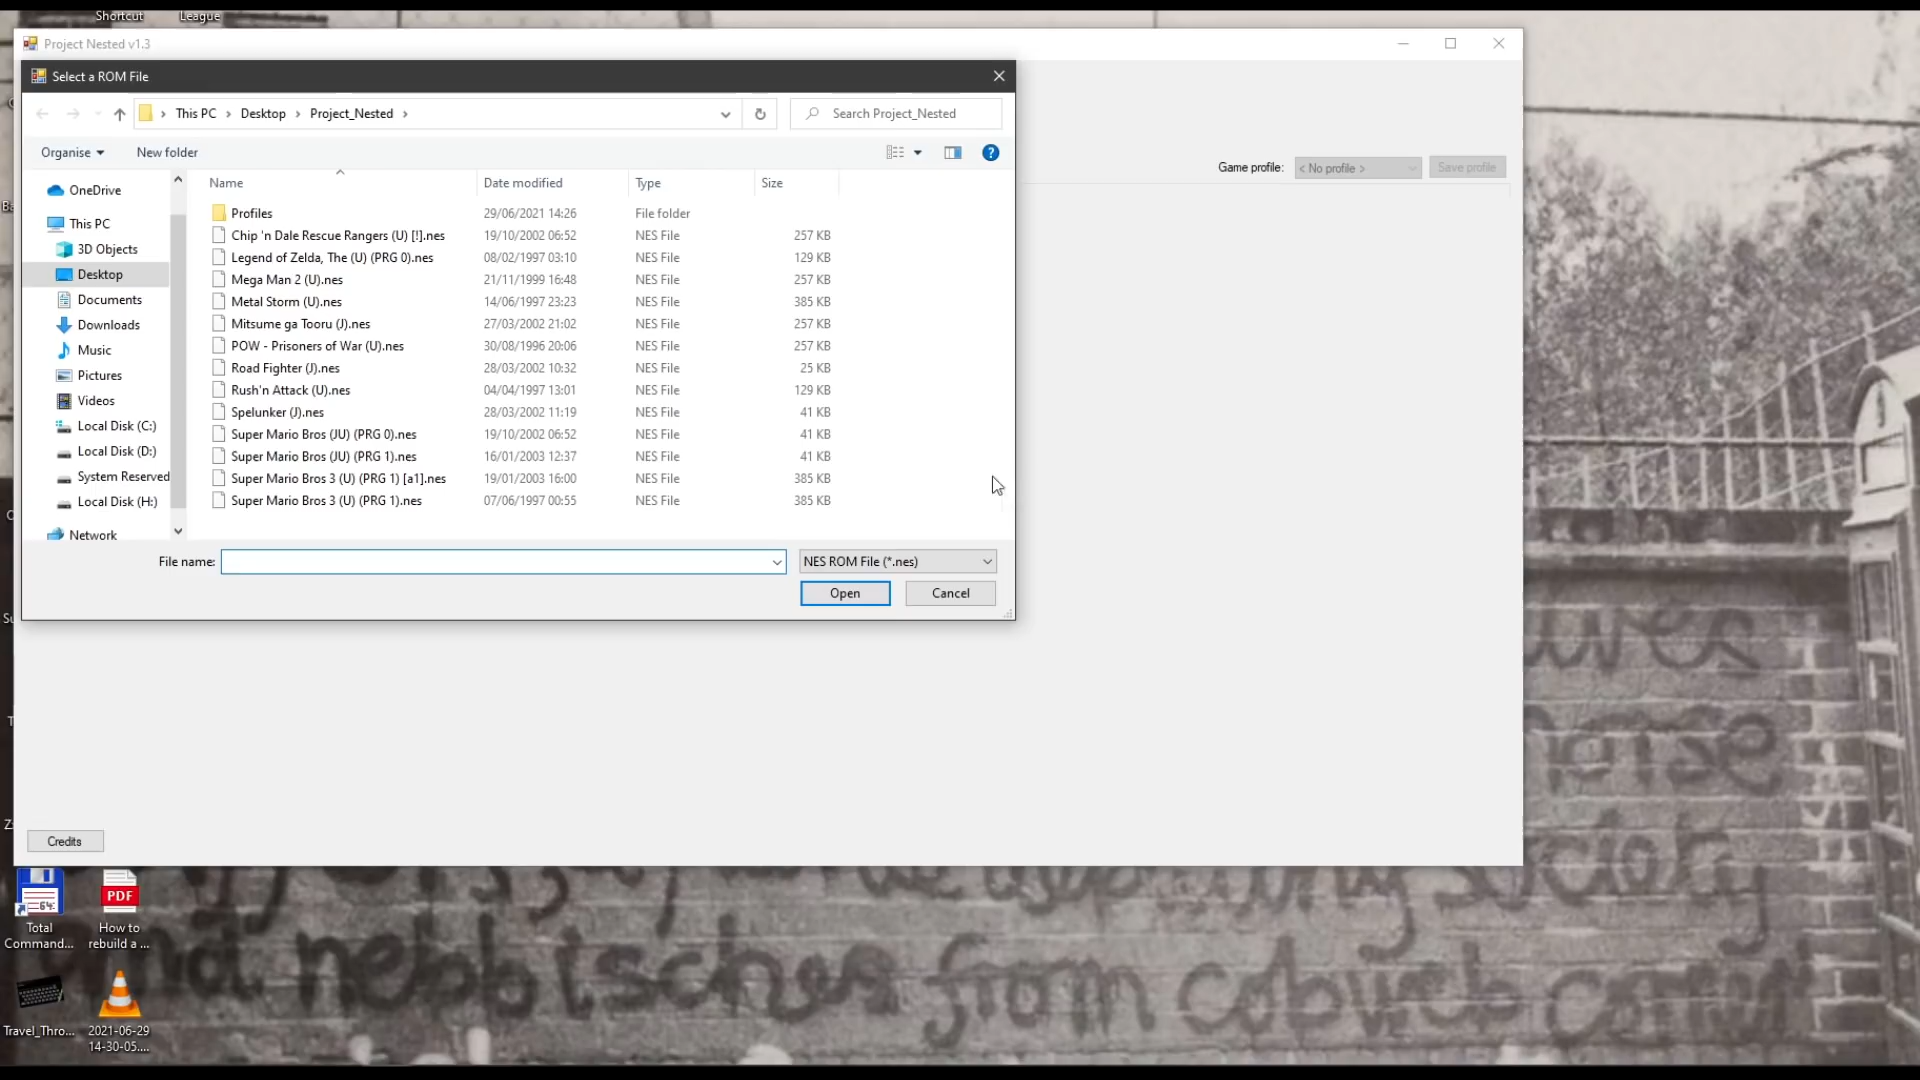 Shortcut League
Project Nested v1.3
Select a ROM File
This PC > Desktop > Project_Nested >
Search Project_Nested
Organise New folder
Game profile: < No profile > Save profile
Name Date modified Type Size
OneDrive
This PC
3D Objects
Desktop
Documents
Downloads
Music
Pictures
Videos
Local Disk (C:)
Local Disk (D:)
System Reserved
Local Disk (H:)
Network
Profiles 29/06/2021 14:26 File folder
Chip 'n Dale Rescue Rangers (U) [!].nes 19/10/2002 06:52 NES File 257 KB
Legend of Zelda, The (U) (PRG 0).nes 08/02/1997 03:10 NES File 129 KB
Mega Man 2 (U).nes 21/11/1999 16:48 NES File 257 KB
Metal Storm (U).nes 14/06/1997 23:23 NES File 385 KB
Mitsume ga Tooru (J).nes 27/03/2002 21:02 NES File 257 KB
POW - Prisoners of War (U).nes 30/08/1996 20:06 NES File 257 KB
Road Fighter (J).nes 28/03/2002 10:32 NES File 25 KB
Rush'n Attack (U).nes 04/04/1997 13:01 NES File 129 KB
Spelunker (J).nes 28/03/2002 11:19 NES File 41 KB
Super Mario Bros (JU) (PRG 0).nes 19/10/2002 06:52 NES File 41 KB
Super Mario Bros (JU) (PRG 1).nes 16/01/2003 12:37 NES File 41 KB
Super Mario Bros 3 (U) (PRG 1) [a1].nes 19/01/2003 16:00 NES File 385 KB
Super Mario Bros 3 (U) (PRG 1).nes 07/06/1997 00:55 NES File 385 KB
File name: NES ROM File (*.nes)
Open Cancel
Credits
64
PDF
Total
Command...
How to
rebuild a ...
Travel_Thro...
2021-06-29
14-30-05....
society
from